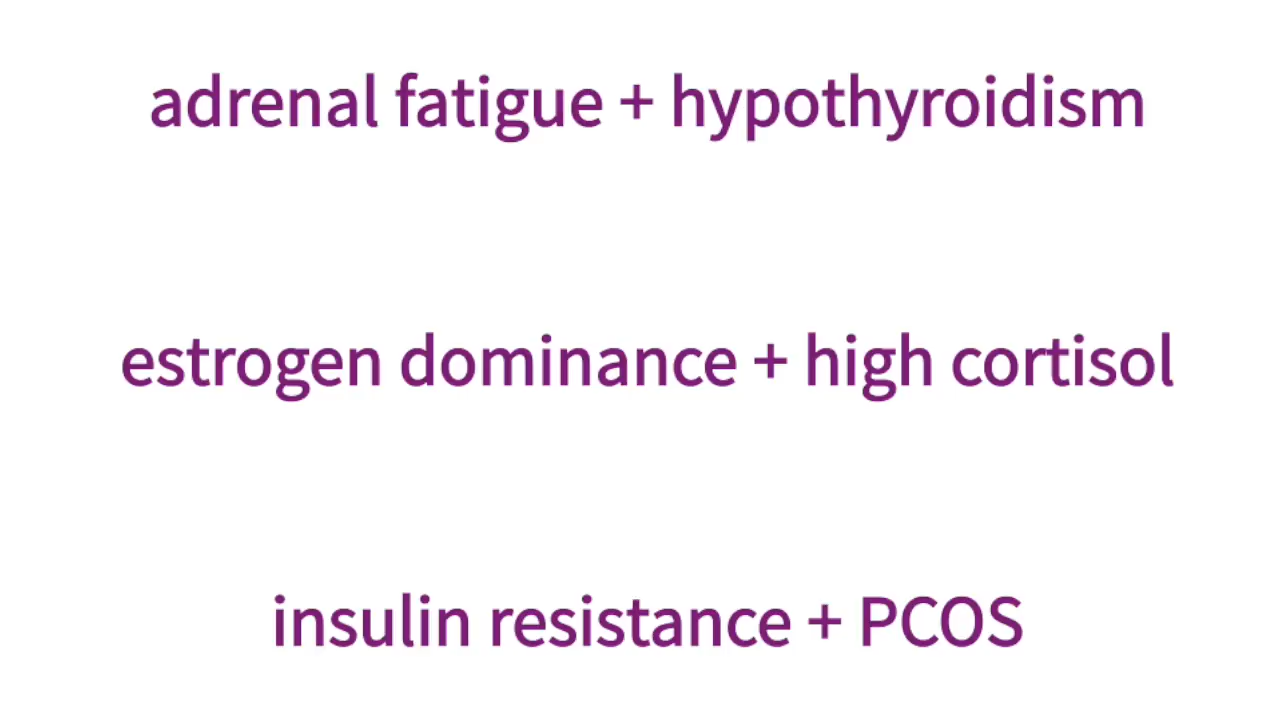 adrenal fatigue + hypothyroidism
estrogen dominance + high cortisol
insulin resistance + PCOS